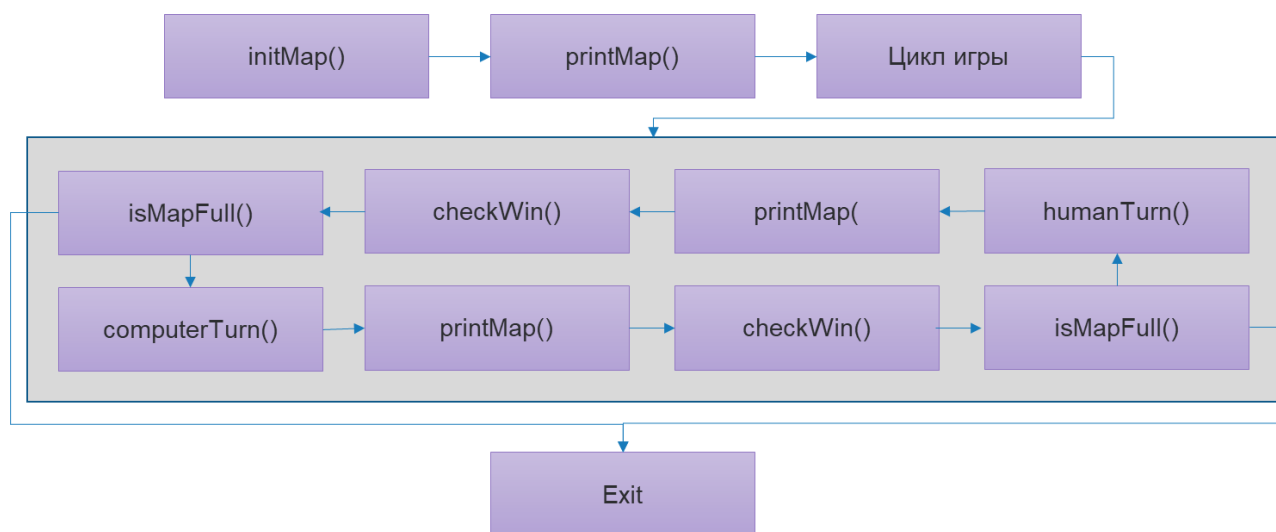 initMap()
printMap()
Цикл игры
isMapFull()
checkWin()
printMap(
humanTurn()
computerTurn()
printMap()
checkWin()
isMapFull()
Exit